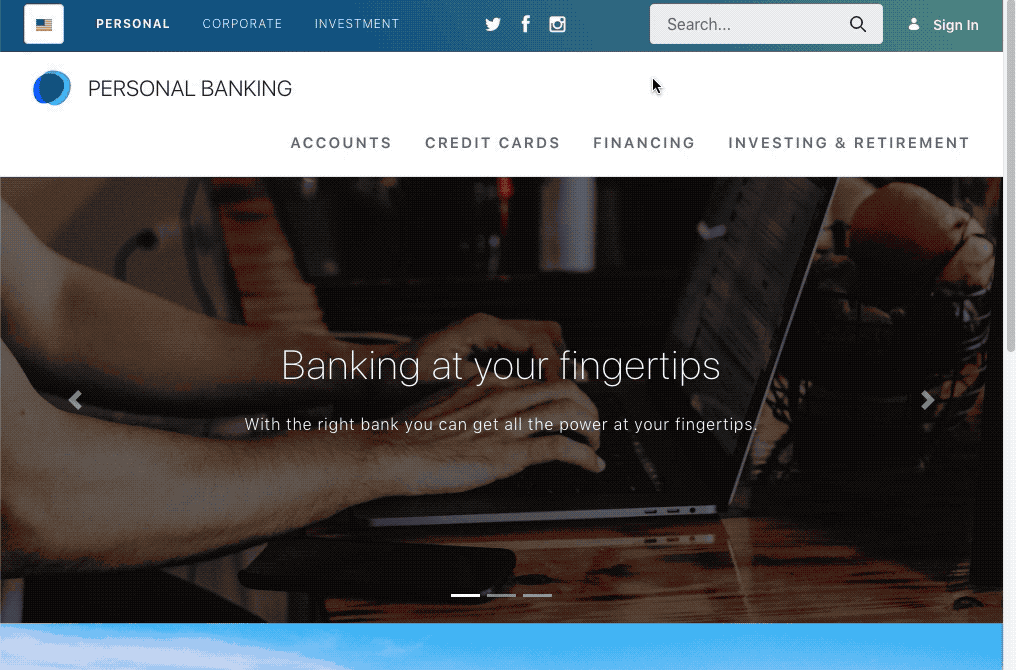 PERSONAL CORPORATE INVESTMENT Search... Sign In
PERSONAL BANKING
ACCOUNTS CREDIT CARDS FINANCING INVESTING & RETIREMENT
Banking at your fingertips
With the right bank you can get all the power at your fingertips.